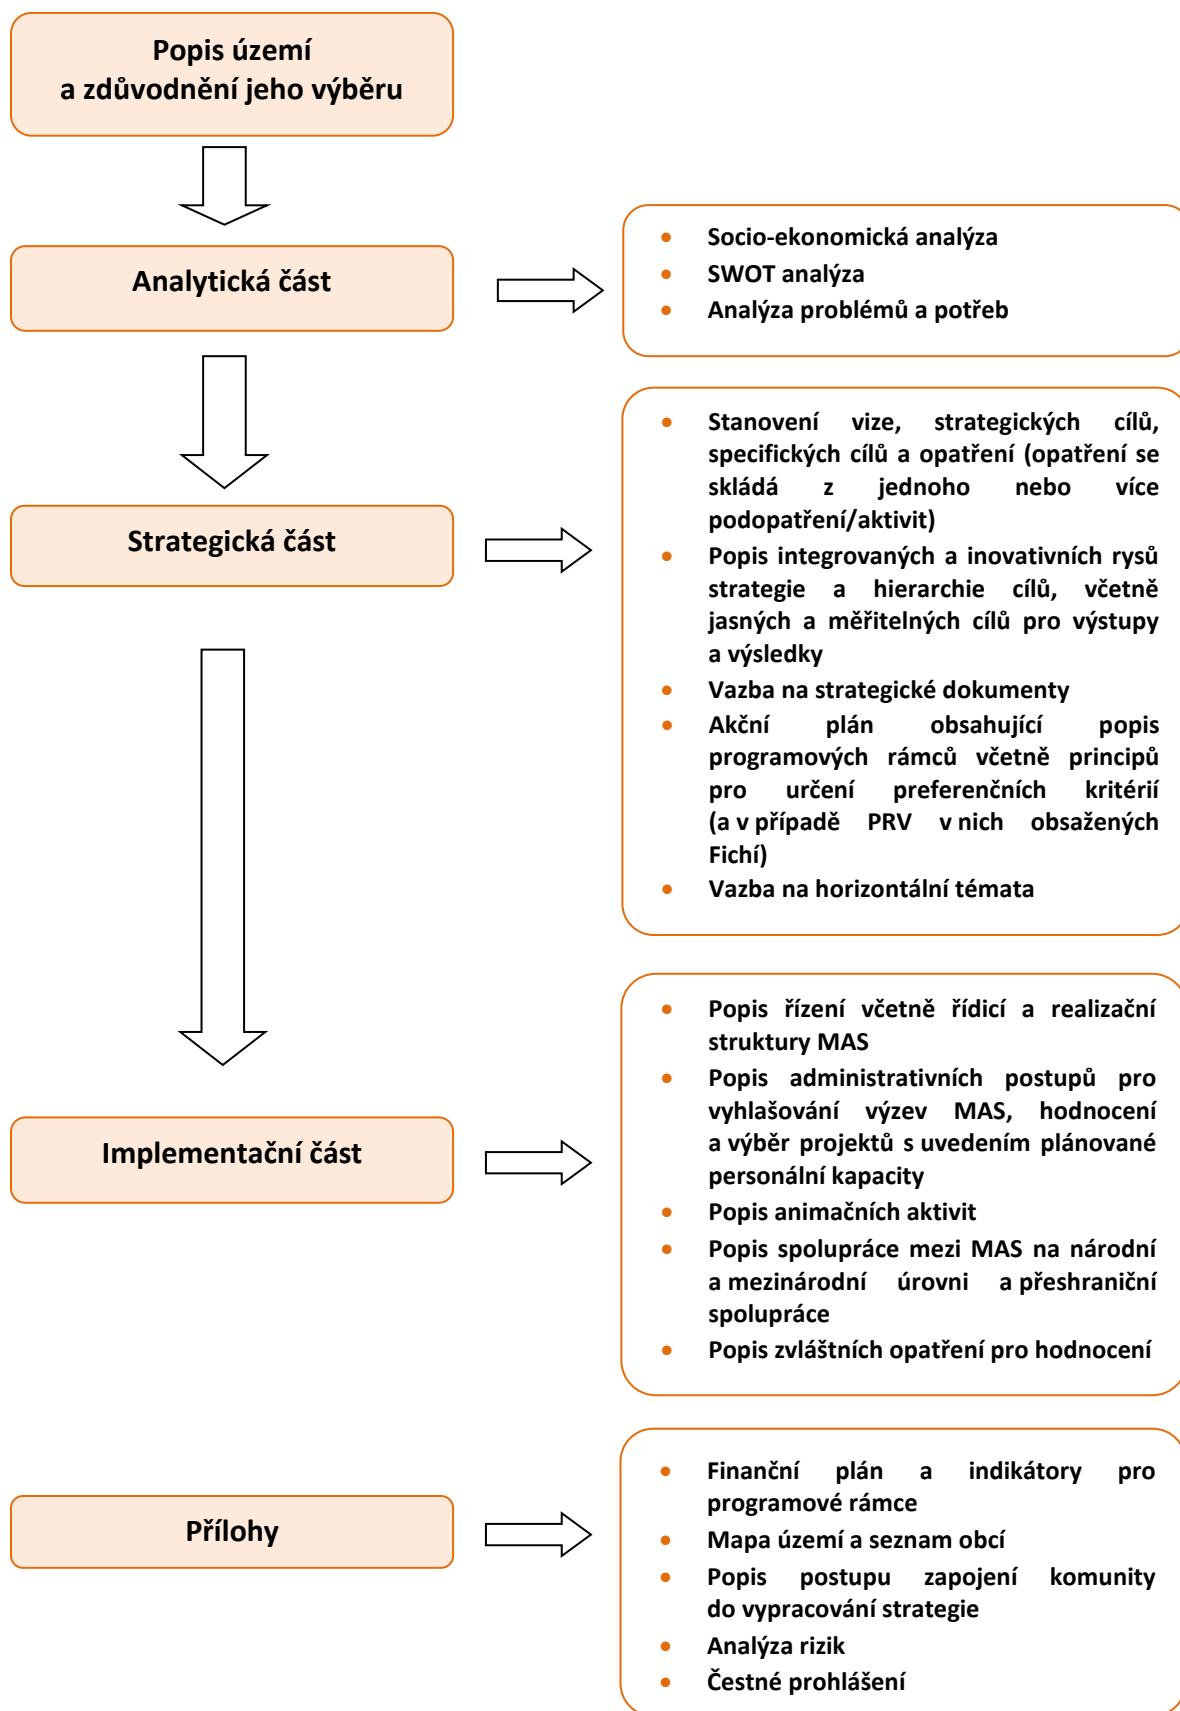 Popis území
a zdůvodnění jeho výběru
Analytická část
• Socio-ekonomická analýza
• SWOT analýza
• Analýza problémů a potřeb
Strategická část
• Stanovení vize, strategických cílů,
specifických cílů a opatření (opatření se
skládá z jednoho nebo více
podopatření/aktivit)
• Popis integrovaných a inovativních rysů
strategie a hierarchie cílů, včetně
jasných a měřitelných cílů pro výstupy
a výsledky
• Vazba na strategické dokumenty
• Akční plán obsahující popis
programových rámců včetně principů
pro určení preferenčních kritérií
(a v případě PRV v nich obsažených
Fichí)
• Vazba na horizontální témata
Implementační část
• Popis řízení včetně řídicí a realizační
struktury MAS
• Popis administrativních postupů pro
vyhlašování výzev MAS, hodnocení
a výběr projektů s uvedením plánované
personální kapacity
• Popis animačních aktivit
• Popis spolupráce mezi MAS na národní
a mezinárodní úrovni a přeshraniční
spolupráce
• Popis zvláštních opatření pro hodnocení
Přílohy
• Finanční plán a indikátory pro
programové rámce
• Mapa území a seznam obcí
• Popis postupu zapojení komunity
do vypracování strategie
• Analýza rizik
• Čestné prohlášení